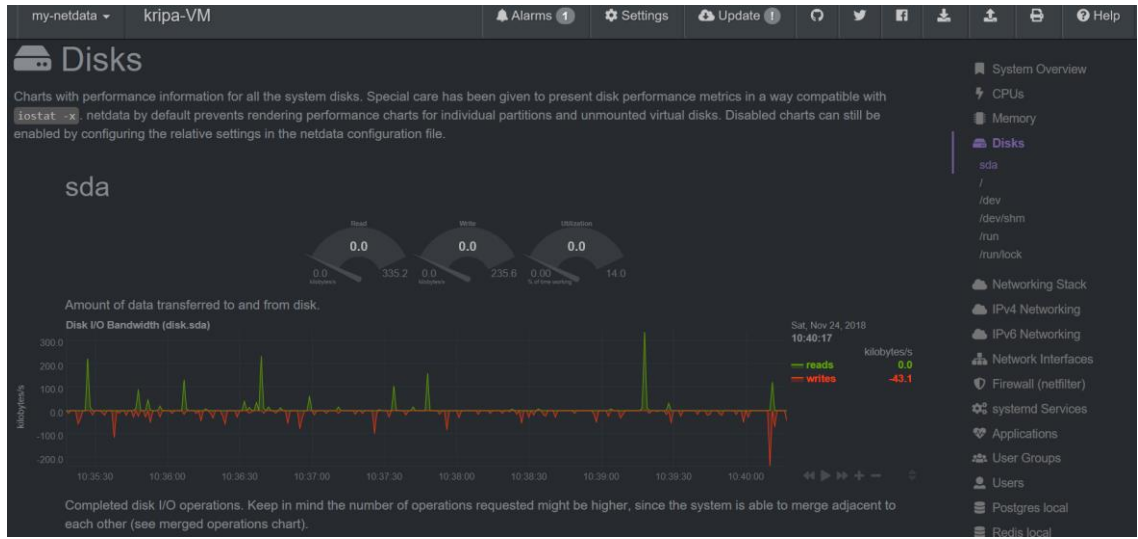 my-netdata
kripa-VM
Alarms 1
Settings
Update !
Help
Disks
Charts with performance information for all the system disks. Special care has been given to present disk performance metrics in a way compatible with
iostat -x. netdata by default prevents rendering performance charts for individual partitions and unmounted virtual disks. Disabled charts can still be
enabled by configuring the relative settings in the netdata configuration file.
sda
Read
0.0
0.0
335.2
kilobytes/s
Write
0.0
0.0
235.6
kilobytes/s
Utilization
0.0
0.00
14.0
% of time working
Amount of data transferred to and from disk.
Disk I/O Bandwidth (disk.sda)
Sat, Nov 24, 2018
10:40:17
kilobytes/s
reads 0.0
writes -43.1
kilobytes/s
300.0
200.0
100.0
0.0
-100.0
-200.0
10:35:30 10:36:00 10:36:30 10:37:00 10:37:30 10:38:00 10:38:30 10:39:00 10:39:30 10:40:00
Completed disk I/O operations. Keep in mind the number of operations requested might be higher, since the system is able to merge adjacent to
each other (see merged operations chart).
System Overview
CPUs
Memory
Disks
sda
/
/dev
/dev/shm
/run
/run/lock
Networking Stack
IPv4 Networking
IPv6 Networking
Network Interfaces
Firewall (netfilter)
systemd Services
Applications
User Groups
Users
Postgres local
Redis local